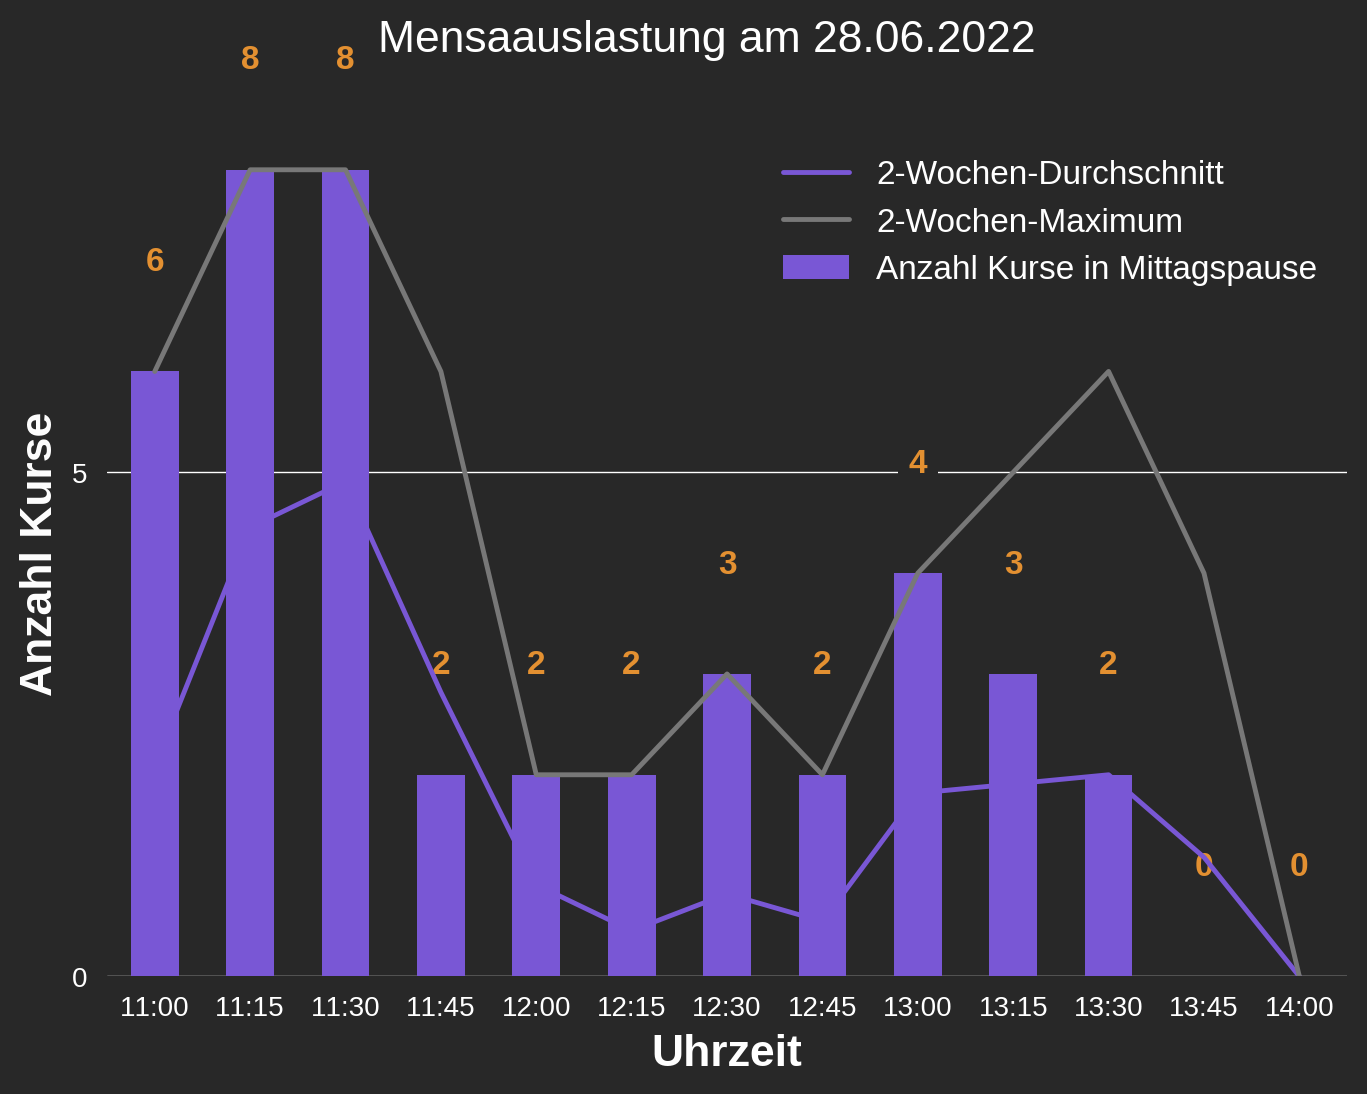 Mensaauslastung am 28.06.2022
8 8
2-Wochen-Durchschnitt
2-Wochen-Maximum
6
Anzahl Kurse in Mittagspause
Anzahl Kurse
5
4
3 3
2 2 2 2 2
0 0
0
11:00 11:15 11:30 11:45 12:00 12:15 12:30 12:45 13:00 13:15 13:30 13:45 14:00
Uhrzeit